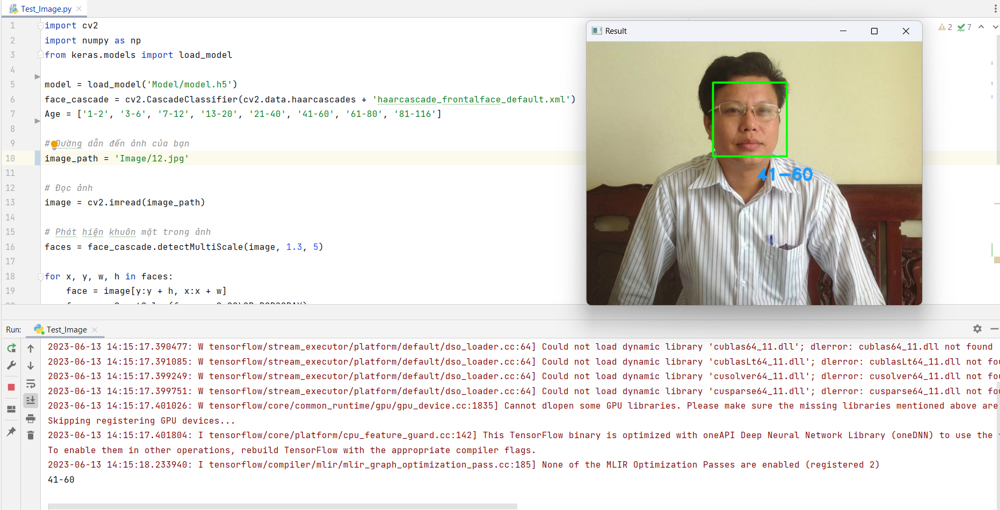 Test_Image.py
1 import cv2
2 import numpy as np
3 from keras.models import load_model
4
5 model = load_model('Model/model.h5')
6 face_cascade = cv2.CascadeClassifier(cv2.data.haarcascades + 'haarcascade_frontalface_default.xml')
7 Age = ['1-2', '3-6', '7-12', '13-20', '21-40', '41-60', '61-80', '81-116']
8
9 # Đường dẫn đến ảnh của bạn
10 image_path = 'Image/12.jpg'
11
12 # Đọc ảnh
13 image = cv2.imread(image_path)
14
15 # Phát hiện khuôn mặt trong ảnh
16 faces = face_cascade.detectMultiScale(image, 1.3, 5)
17
18 for x, y, w, h in faces:
19 face = image[y:y + h, x:x + w]
2 7
Result
41-60
Run: Test_Image
2023-06-13 14:15:17.390477: W tensorflow/stream_executor/platform/default/dso_loader.cc:64] Could not load dynamic library 'cublas64_11.dll'; dlerror: cublas64_11.dll not found
2023-06-13 14:15:17.391085: W tensorflow/stream_executor/platform/default/dso_loader.cc:64] Could not load dynamic library 'cublasLt64_11.dll'; dlerror: cublasLt64_11.dll not fou
2023-06-13 14:15:17.399249: W tensorflow/stream_executor/platform/default/dso_loader.cc:64] Could not load dynamic library 'cusolver64_11.dll'; dlerror: cusolver64_11.dll not fou
2023-06-13 14:15:17.399751: W tensorflow/stream_executor/platform/default/dso_loader.cc:64] Could not load dynamic library 'cusparse64_11.dll'; dlerror: cusparse64_11.dll not fou
2023-06-13 14:15:17.401026: W tensorflow/core/common_runtime/gpu/gpu_device.cc:1835] Cannot dlopen some GPU libraries. Please make sure the missing libraries mentioned above are
Skipping registering GPU devices...
2023-06-13 14:15:17.401804: I tensorflow/core/platform/cpu_feature_guard.cc:142] This TensorFlow binary is optimized with oneAPI Deep Neural Network Library (oneDNN) to use the
To enable them in other operations, rebuild TensorFlow with the appropriate compiler flags.
2023-06-13 14:15:18.233940: I tensorflow/compiler/mlir/mlir_graph_optimization_pass.cc:185] None of the MLIR Optimization Passes are enabled (registered 2)
41-60